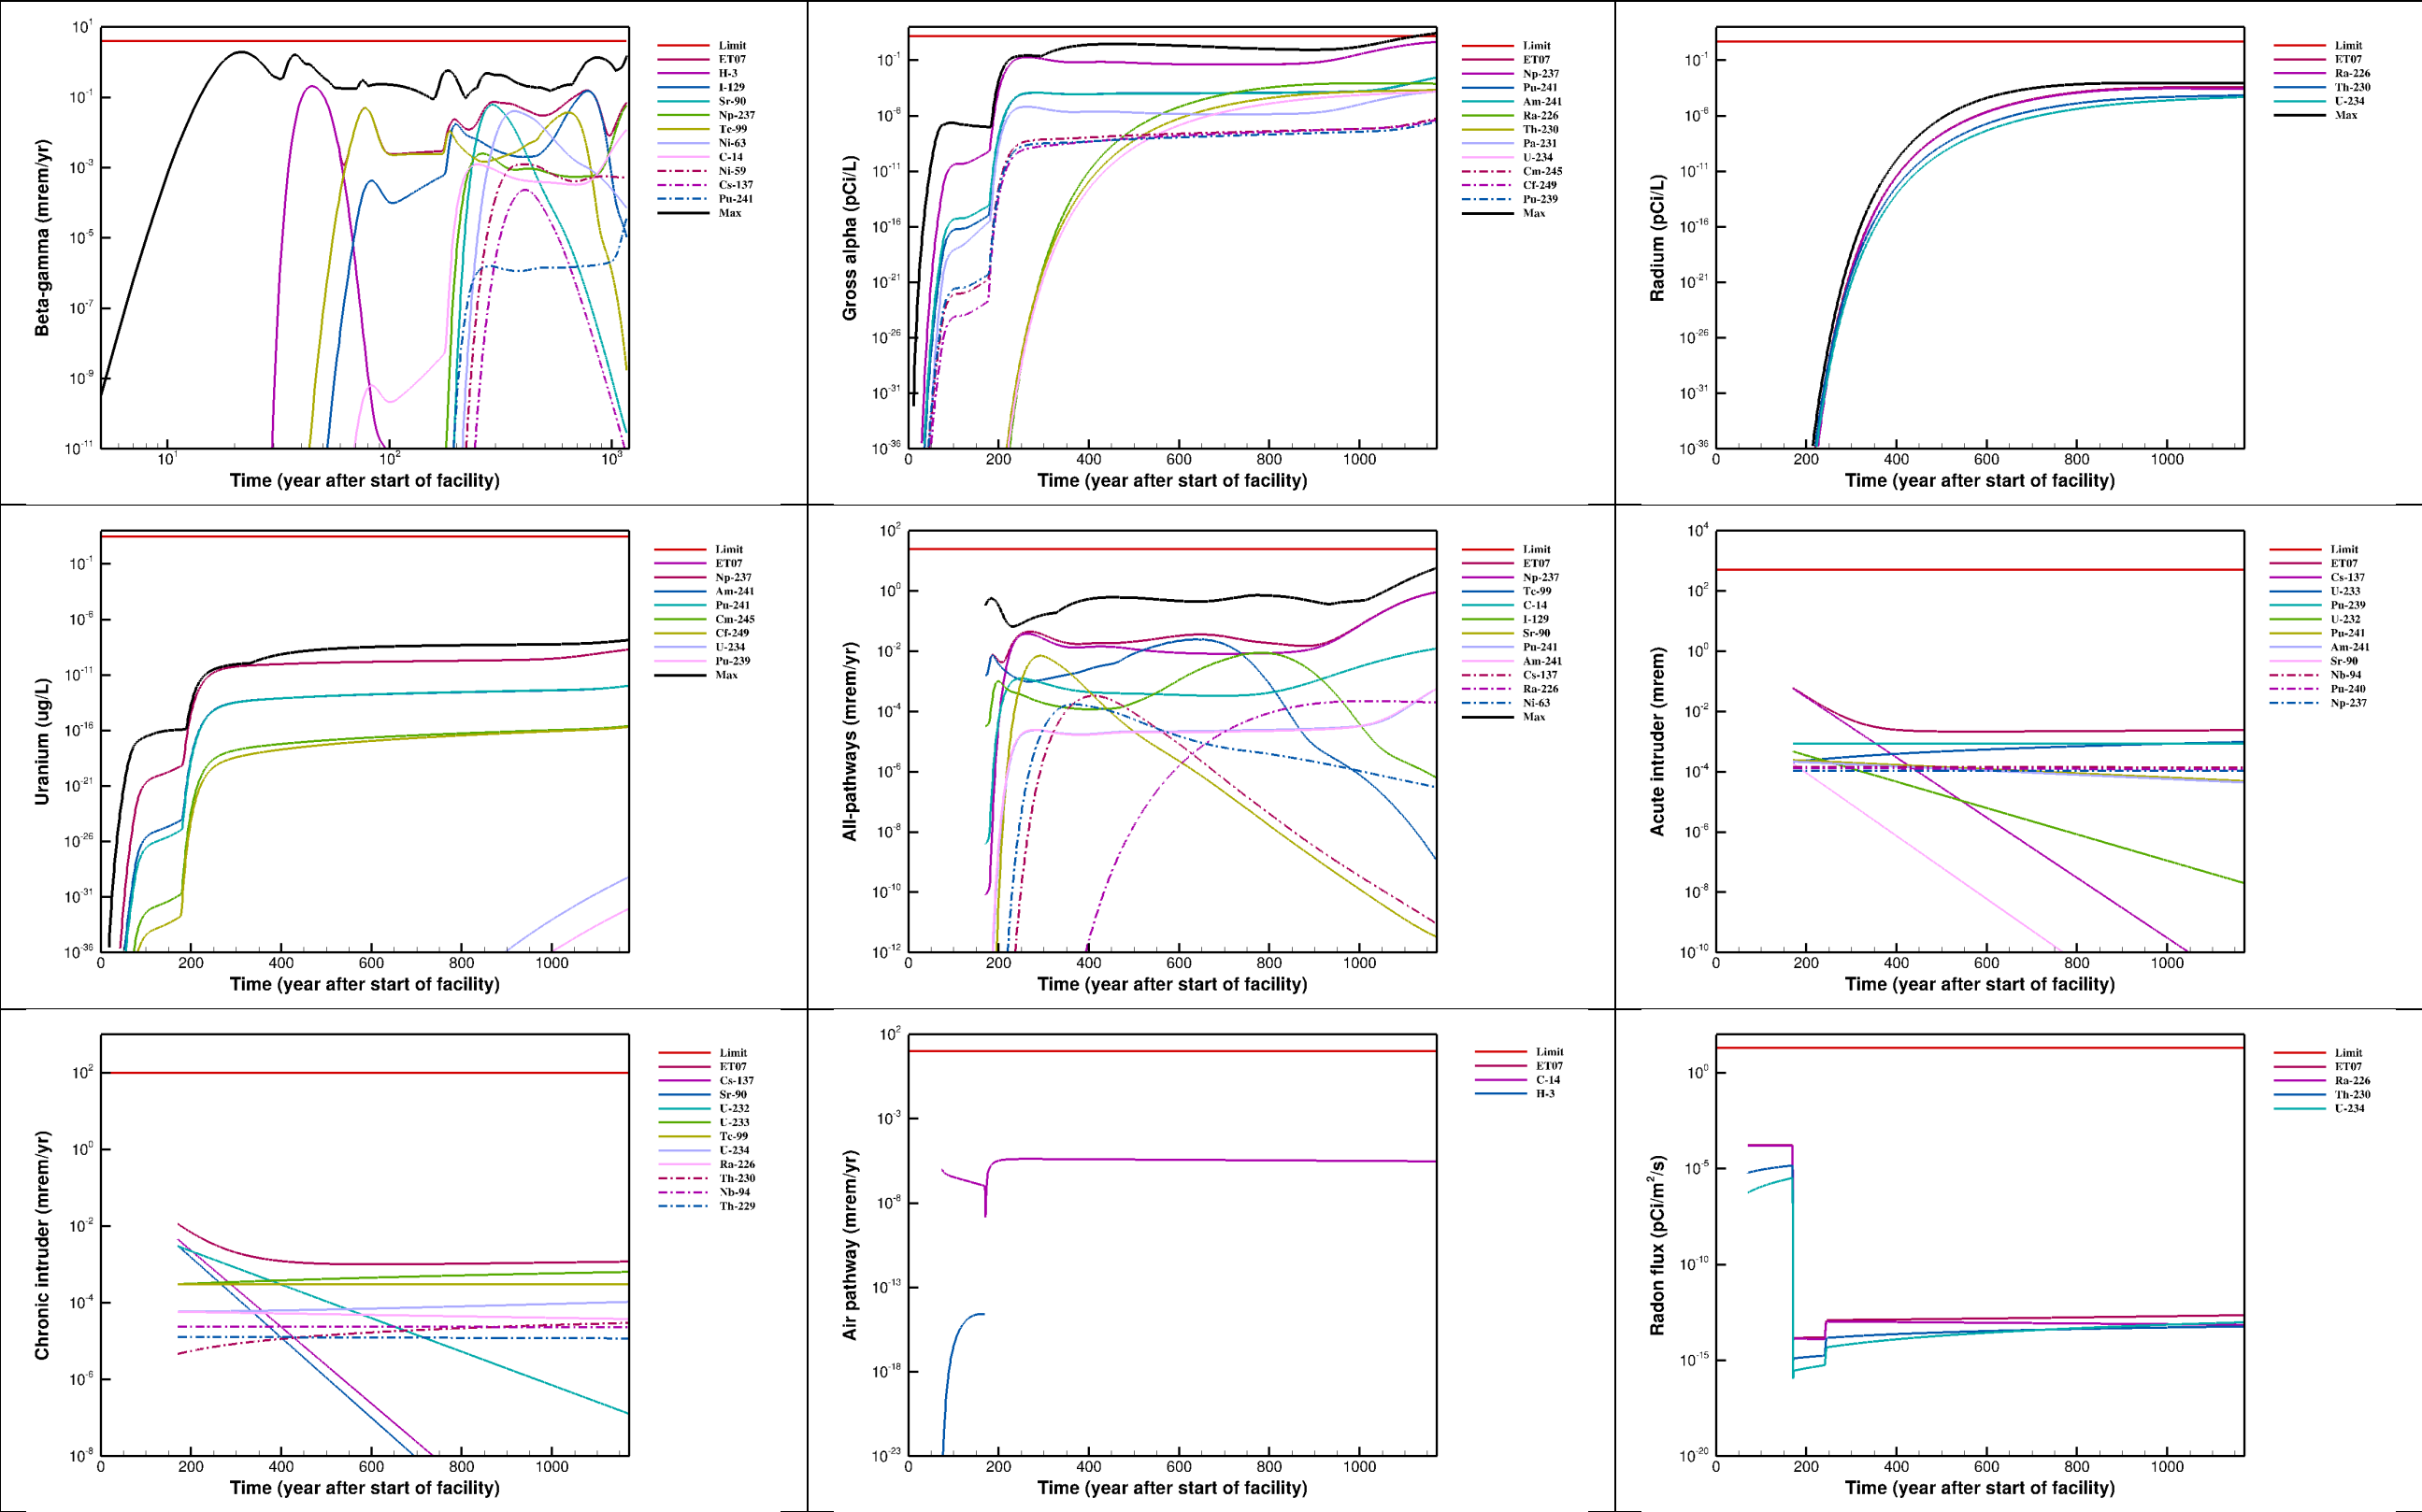 Beta-gamma (mrem/yr)
10^1
10^-1
10^-3
10^-5
10^-7
10^-9
10^-11
10^1
10^2
10^3
Time (year after start of facility)
Limit
ET07
H-3
I-129
Sr-90
Np-237
Tc-99
Ni-63
C-14
Ni-59
Cs-137
Pu-241
Max
Gross alpha (pCi/L)
10^-1
10^-6
10^-11
10^-16
10^-21
10^-26
10^-31
10^-36
0 200 400 600 800 1000
Time (year after start of facility)
Limit
ET07
Np-237
Pu-241
Am-241
Ra-226
Th-230
Pa-231
U-234
Cm-245
Cf-249
Pu-239
Max
Radium (pCi/L)
10^-1
10^-6
10^-11
10^-16
10^-21
10^-26
10^-31
10^-36
0 200 400 600 800 1000
Time (year after start of facility)
Limit
ET07
Ra-226
Th-230
U-234
Max
Uranium (ug/L)
10^-1
10^-6
10^-11
10^-16
10^-21
10^-26
10^-31
10^-36
0 200 400 600 800 1000
Time (year after start of facility)
Limit
ET07
Np-237
Am-241
Pu-241
Cm-245
Cf-249
U-234
Pu-239
Max
All-pathways (mrem/yr)
10^2
10^0
10^-2
10^-4
10^-6
10^-8
10^-10
10^-12
0 200 400 600 800 1000
Time (year after start of facility)
Limit
ET07
Np-237
Tc-99
C-14
I-129
Sr-90
Pu-241
Am-241
Cs-137
Ra-226
Ni-63
Max
Acute intruder (mrem)
10^4
10^2
10^0
10^-2
10^-4
10^-6
10^-8
10^-10
0 200 400 600 800 1000
Time (year after start of facility)
Limit
ET07
Cs-137
U-233
Pu-239
U-232
Pu-241
Am-241
Sr-90
Nb-94
Pu-240
Np-237
Chronic intruder (mrem/yr)
10^2
10^0
10^-2
10^-4
10^-6
10^-8
0 200 400 600 800 1000
Time (year after start of facility)
Limit
ET07
Cs-137
Sr-90
U-232
U-233
Tc-99
U-234
Ra-226
Th-230
Nb-94
Th-229
Air pathway (mrem/yr)
10^2
10^-3
10^-8
10^-13
10^-18
10^-23
0 200 400 600 800 1000
Time (year after start of facility)
Limit
ET07
C-14
H-3
Radon flux (pCi/m^2/s)
10^0
10^-5
10^-10
10^-15
10^-20
0 200 400 600 800 1000
Time (year after start of facility)
Limit
ET07
Ra-226
Th-230
U-234